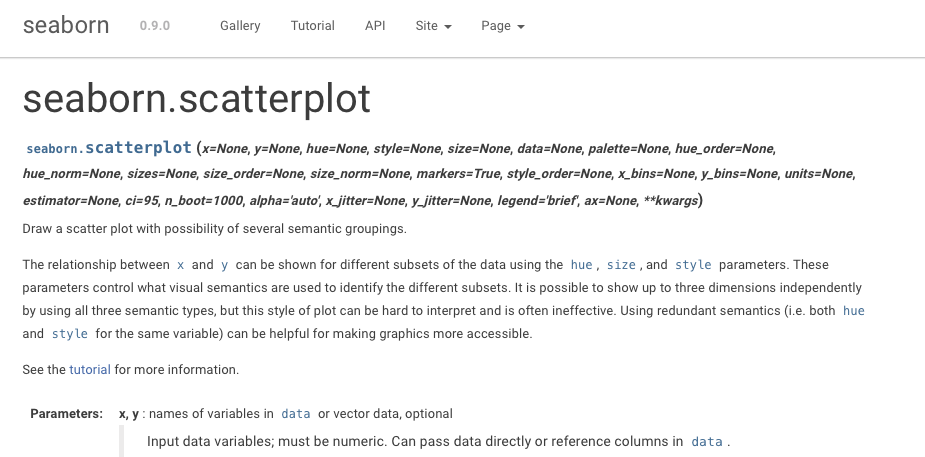 seaborn 0.9.0 Gallery Tutorial API Site Page
seaborn.scatterplot
seaborn.scatterplot (x=None, y=None, hue=None, style=None, size=None, data=None, palette=None, hue_order=None,
hue_norm=None, sizes=None, size_order=None, size_norm=None, markers=True, style_order=None, x_bins=None, y_bins=None, units=None,
estimator=None, ci=95, n_boot=1000, alpha='auto', x_jitter=None, y_jitter=None, legend='brief', ax=None, **kwargs)
Draw a scatter plot with possibility of several semantic groupings.
The relationship between x and y can be shown for different subsets of the data using the hue , size , and style parameters. These
parameters control what visual semantics are used to identify the different subsets. It is possible to show up to three dimensions independently
by using all three semantic types, but this style of plot can be hard to interpret and is often ineffective. Using redundant semantics (i.e. both hue
and style for the same variable) can be helpful for making graphics more accessible.
See the tutorial for more information.
Parameters: x, y : names of variables in data or vector data, optional
Input data variables; must be numeric. Can pass data directly or reference columns in data .